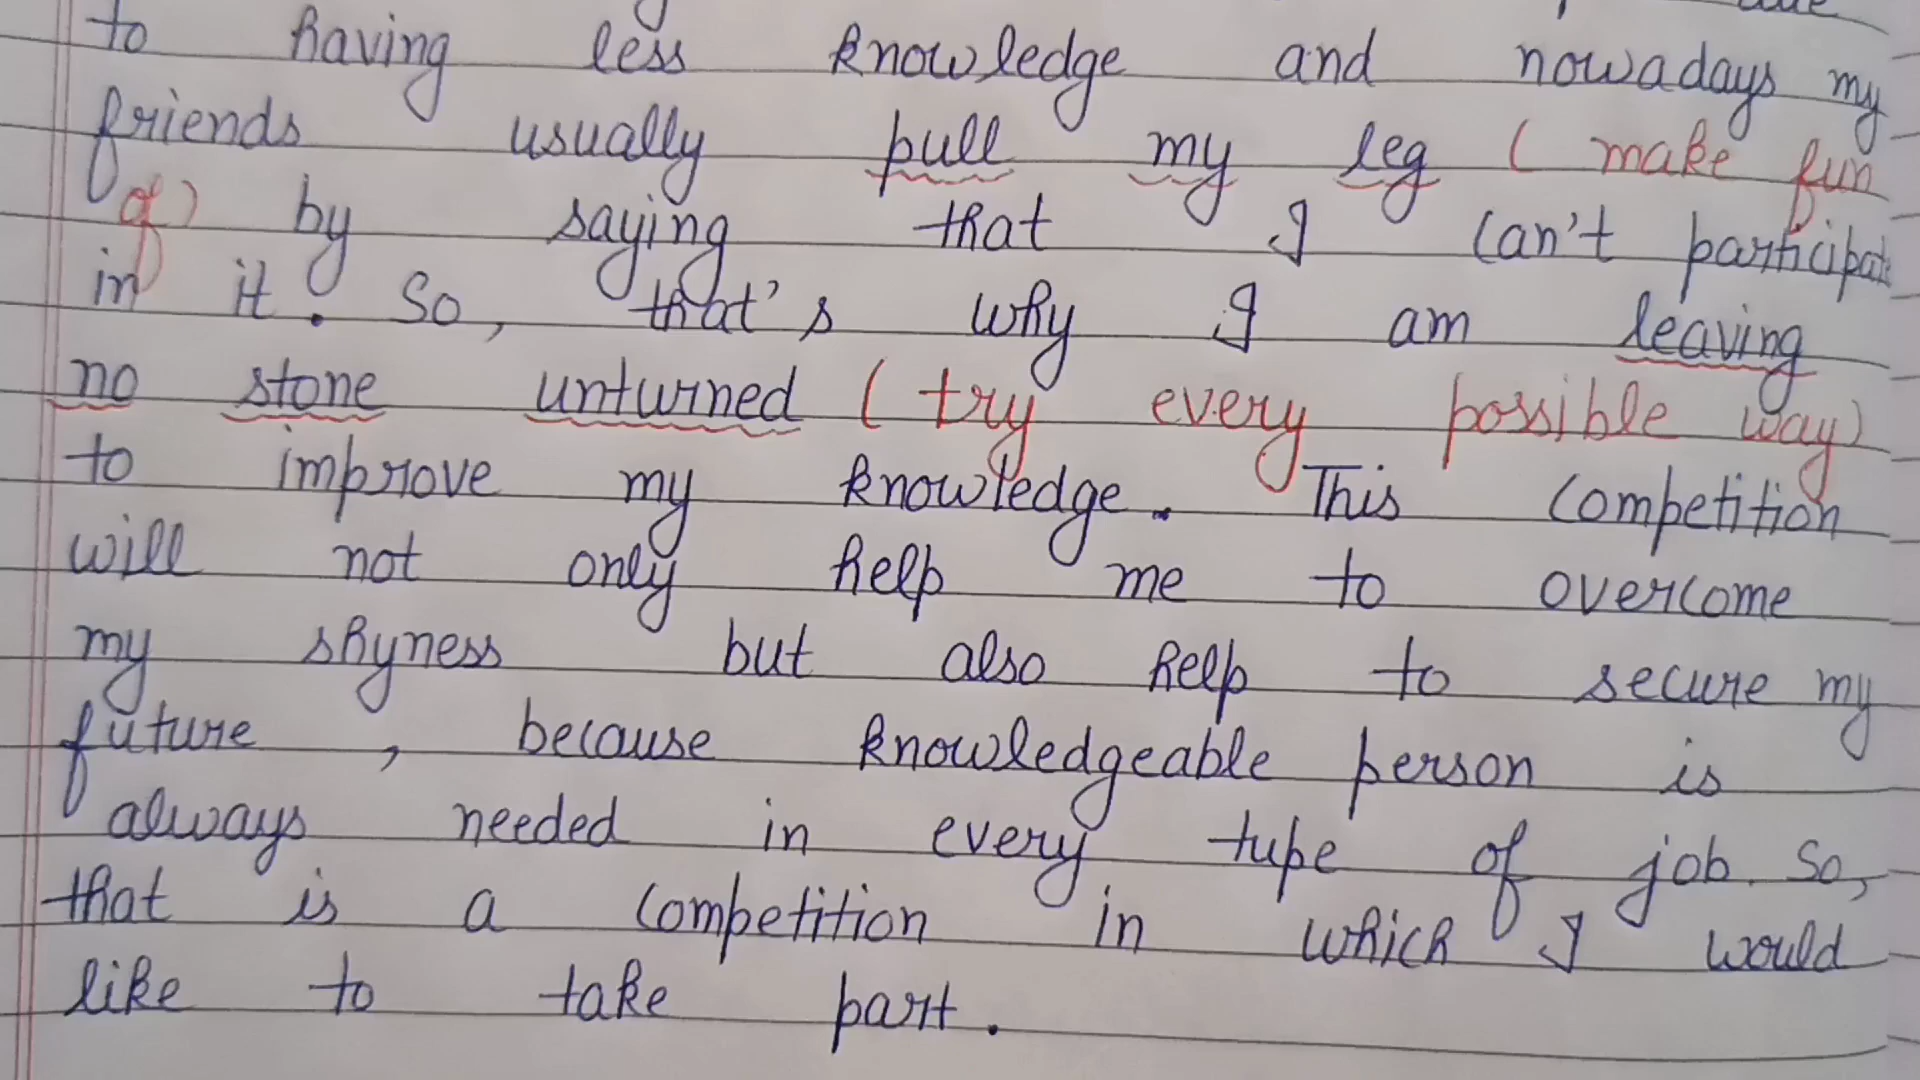 to having less knowledge and nowadays my
friends usually pull my leg ( make fun
of) by saying that I can't participate
in it. So, that's why I am leaving
no stone unturned ( try every possible way)
to improve my knowledge. This competition
will not only help me to overcome
my shyness but also help to secure my
future , because knowledgeable person is
always needed in every tupe of job. So,
that is a competition in which I would
like to take part.